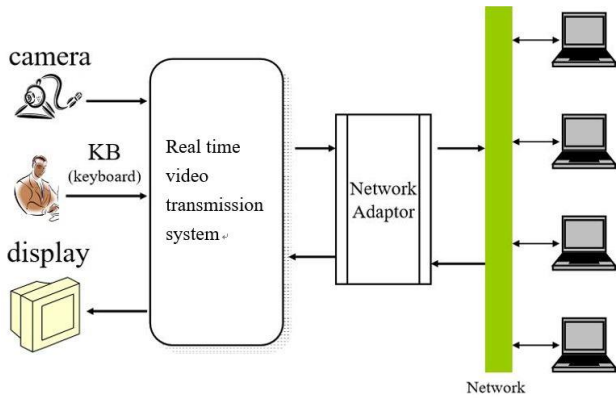 camera
KB
(keyboard)
display
Real time
video
transmission
system↵
Network
Adaptor
Network